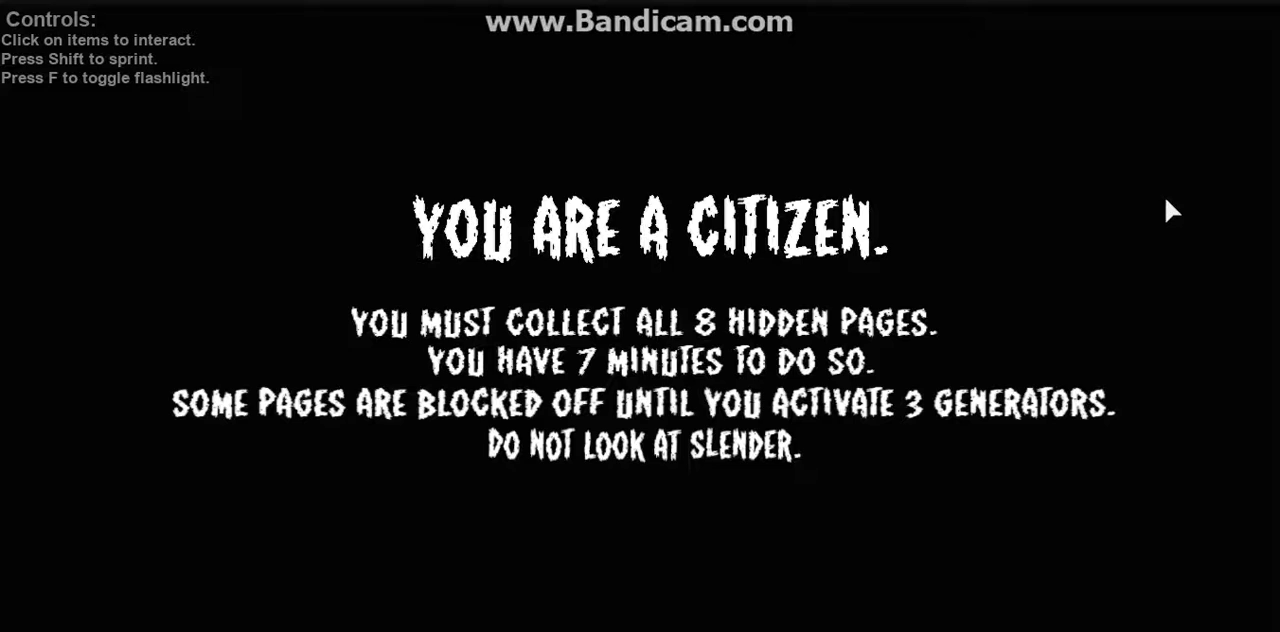 www.Bandicam.com
Controls:
Click on items to interact.
Press Shift to sprint.
Press F to toggle flashlight.
YOU ARE A CITIZEN.
YOU MUST COLLECT ALL 8 HIDDEN PAGES.
YOU HAVE 7 MINUTES TO DO SO.
SOME PAGES ARE BLOCKED OFF UNTIL YOU ACTIVATE 3 GENERATORS.
DO NOT LOOK AT SLENDER.